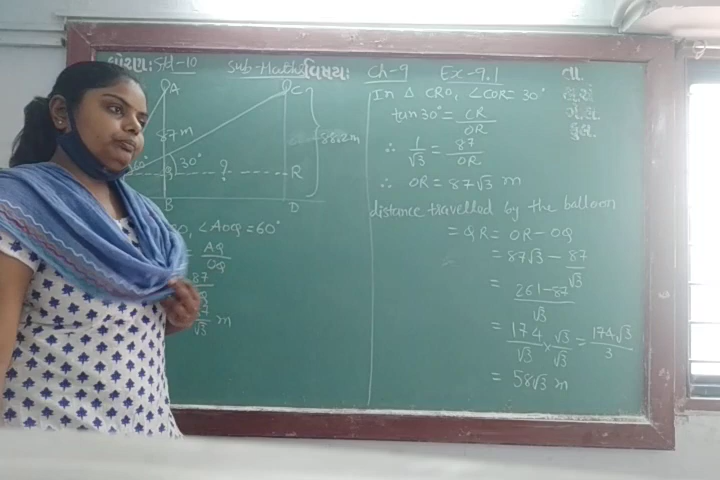 ધોરણ: Sd-10 Sub-Maths વિષય: Ch-9 Ex-9.1 તા.
A
C
87 m
88.2 m
60°
30°
Q
?
R
B
D
O, ∠AOQ = 60°
= AQ/OQ
87
/√3 m
In Δ CRO, ∠COR = 30°
tan 30° = CR/OR
∴ 1/√3 = 87/OR
∴ OR = 87√3 m
distance travelled by the balloon
= QR = OR - OQ
= 87√3 - 87/√3
= 261-87/√3
= 174/√3 × √3/√3 = 174√3/3
= 58√3 m